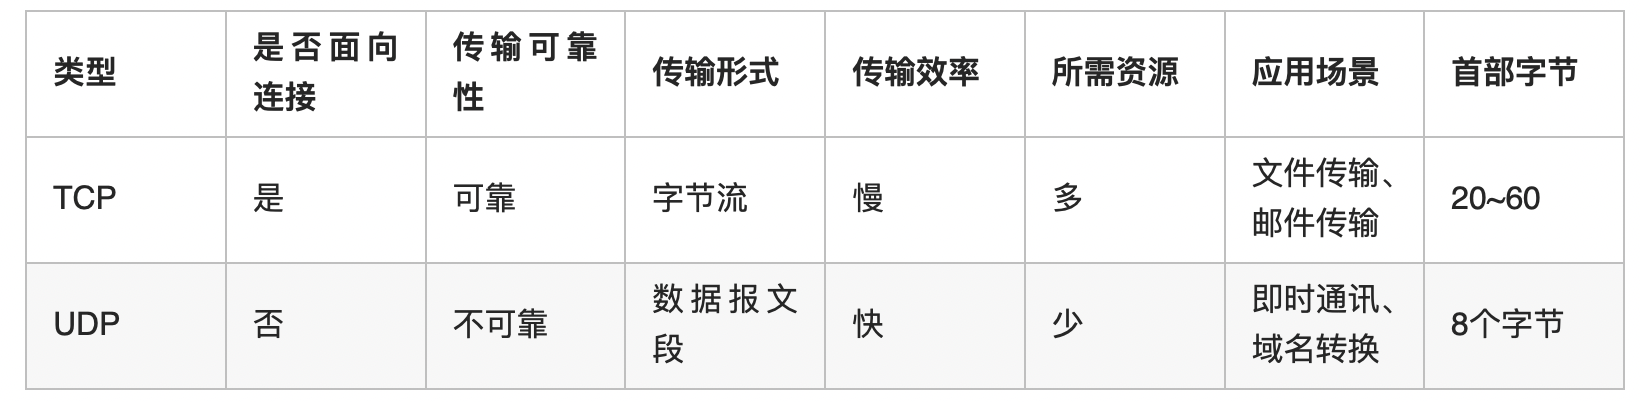 类型
是否面向
连接
传输可靠
性
传输形式
传输效率
所需资源
应用场景
首部字节
TCP
是
可靠
字节流
慢
多
文件传输、
邮件传输
20~60
UDP
否
不可靠
数据报文
段
快
少
即时通讯、
域名转换
8个字节